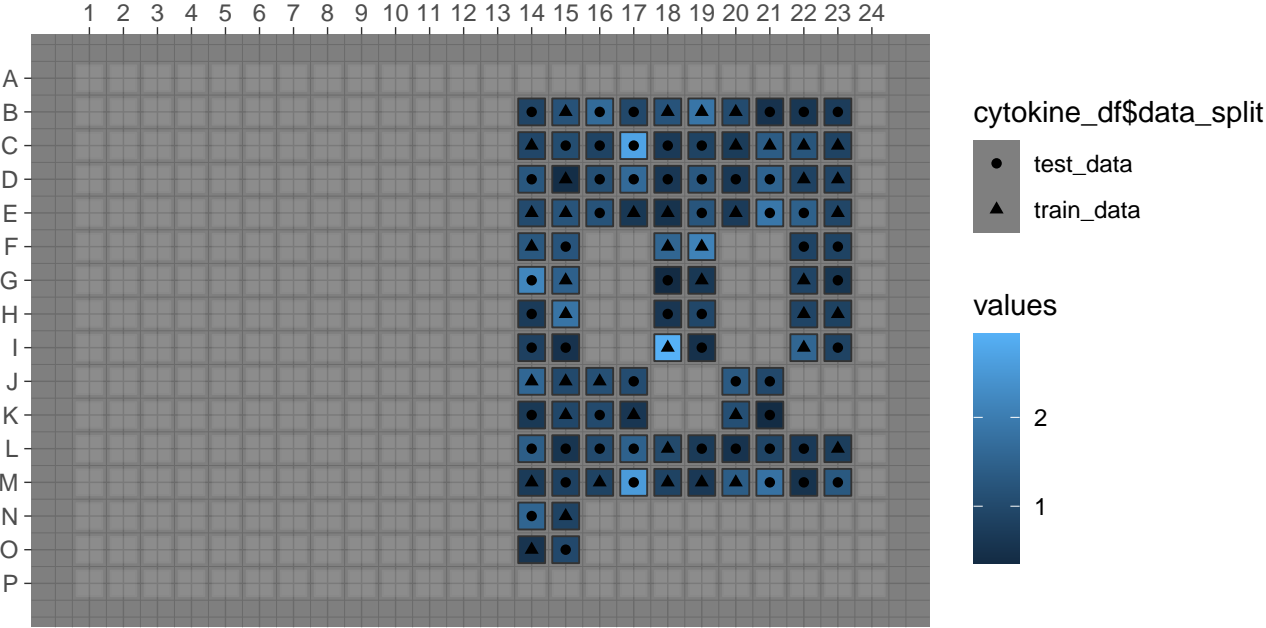 1 2 3 4 5 6 7 8 9 10 11 12 13 14 15 16 17 18 19 20 21 22 23 24
A
B
C
D
E
F
G
H
I
J
K
L
M
N
O
P
cytokine_df$data_split
test_data
train_data
values
2
1